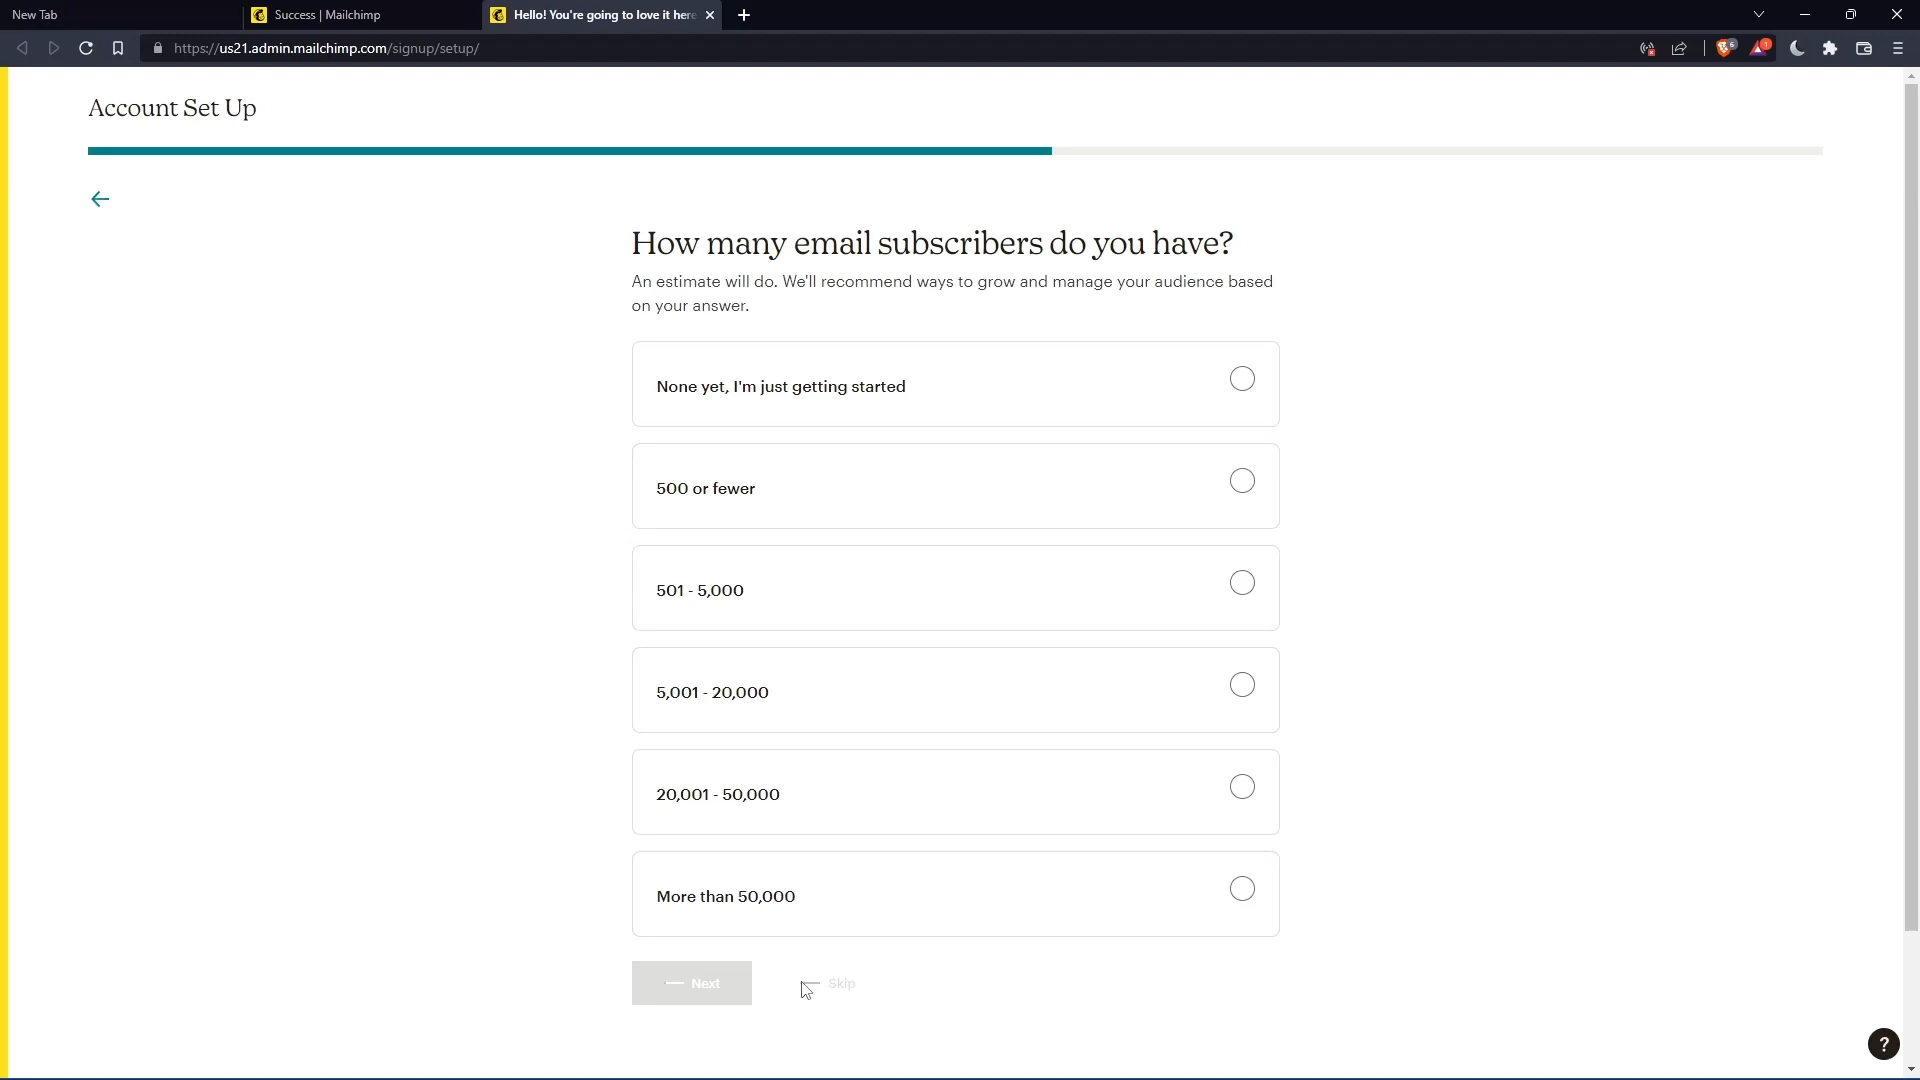 New Tab
Success | Mailchimp
Hello! You're going to love it here
https://us21.admin.mailchimp.com/signup/setup/
6
1
Account Set Up
How many email subscribers do you have?
An estimate will do. We'll recommend ways to grow and manage your audience based
on your answer.
None yet, I'm just getting started
500 or fewer
501 - 5,000
5,001 - 20,000
20,001 - 50,000
More than 50,000
Next
Skip
?